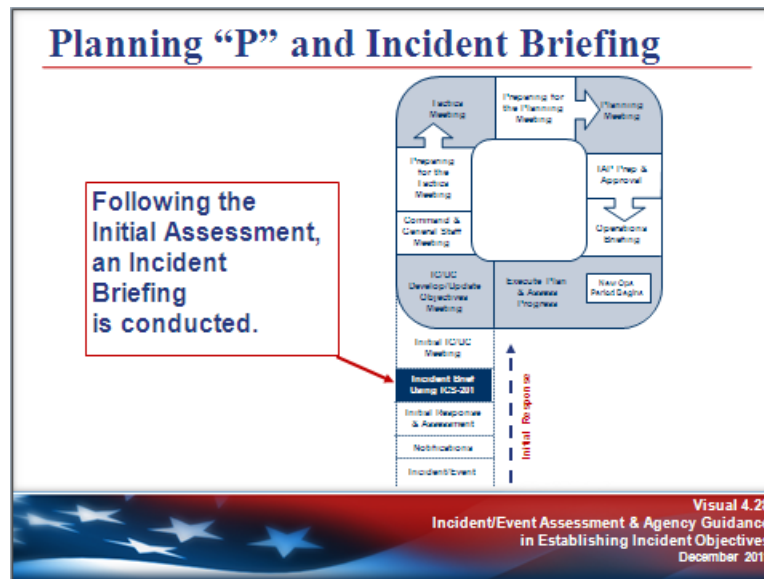 Planning “P” and Incident Briefing
Following the
Initial Assessment,
an Incident
Briefing
is conducted.
Tactics
Meeting
Preparing for
the Planning
Meeting
Planning
Meeting
Preparing
for the
Tactics
Meeting
IAP Prep &
Approval
Command &
General Staff
Meeting
Operations
Briefing
IC/UC
Develop/Update
Objectives
Meeting
Execute Plan
& Assess
Progress
New Ops
Period Begins
Initial IC/UC
Meeting
Incident Brief
Using ICS-201
Initial Response
& Assessment
Notifications
Incident/Event
Initial Response
Visual 4.28
Incident/Event Assessment & Agency Guidance
in Establishing Incident Objectives
December 201